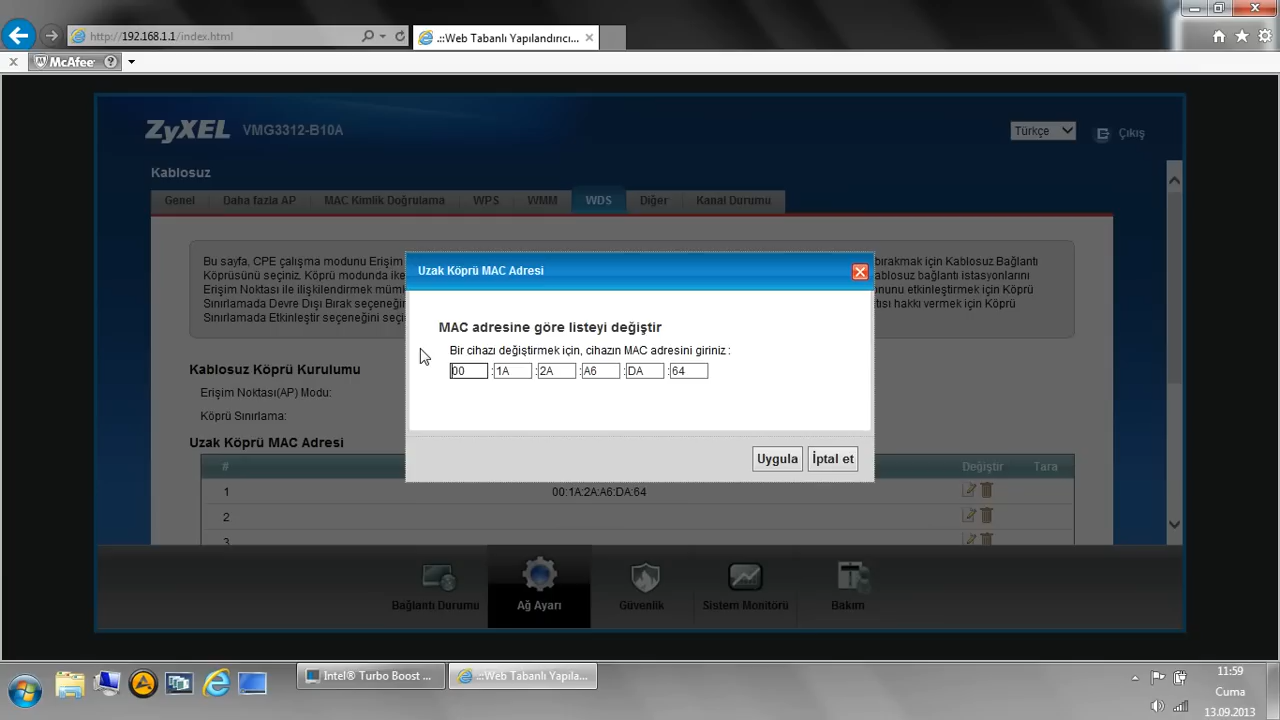 http://192.168.1.1/index.html
.::Web Tabanlı Yapılandırıcı...
McAfee
ZyXEL VMG3312-B10A
Türkçe
Çıkış
Kablosuz
Genel Daha fazla AP MAC Kimlik Doğrulama WPS WMM WDS Diğer Kanal Durumu
Bu sayfa, CPE çalışma modunu Erişim bırakmak için Kablosuz Bağlantı
Köprüsünü seçiniz. Köprü modunda ike ablosuz bağlantı istasyonlarını
Erişim Noktası ile ilişkilendirmek müm onunu etkinleştirmek için Köprü
Sınırlamada Devre Dışı Bırak seçeneğin tısı hakkı vermek için Köprü
Sınırlamada Etkinleştir seçeneğini seçi
Uzak Köprü MAC Adresi
MAC adresine göre listeyi değiştir
Bir cihazı değiştirmek için, cihazın MAC adresini giriniz :
00 :1A :2A :A6 :DA :64
Uygula İptal et
Kablosuz Köprü Kurulumu
Erişim Noktası(AP) Modu:
Köprü Sınırlama:
Uzak Köprü MAC Adresi
# Değiştir Tara
1 00:1A:2A:A6:DA:64
2
3
Bağlantı Durumu Ağ Ayarı Güvenlik Sistem Monitörü Bakım
Intel® Turbo Boost ... .::Web Tabanlı Yapıla...
11:59
Cuma
13.09.2013